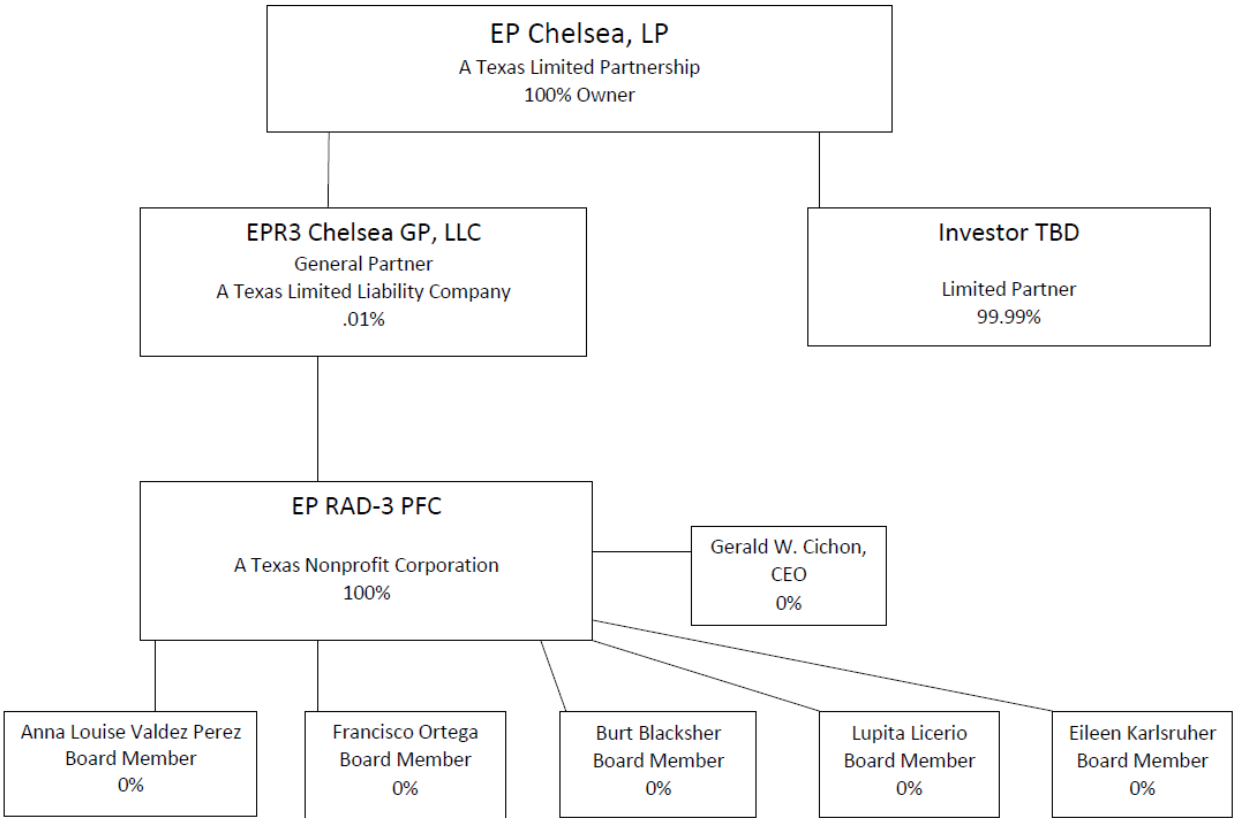 EP Chelsea, LP
A Texas Limited Partnership
100% Owner
EPR3 Chelsea GP, LLC
General Partner
A Texas Limited Liability Company
.01%
Investor TBD
Limited Partner
99.99%
EP RAD-3 PFC
A Texas Nonprofit Corporation
100%
Gerald W. Cichon,
CEO
0%
Anna Louise Valdez Perez
Board Member
0%
Francisco Ortega
Board Member
0%
Burt Blacksher
Board Member
0%
Lupita Licerio
Board Member
0%
Eileen Karlsruher
Board Member
0%